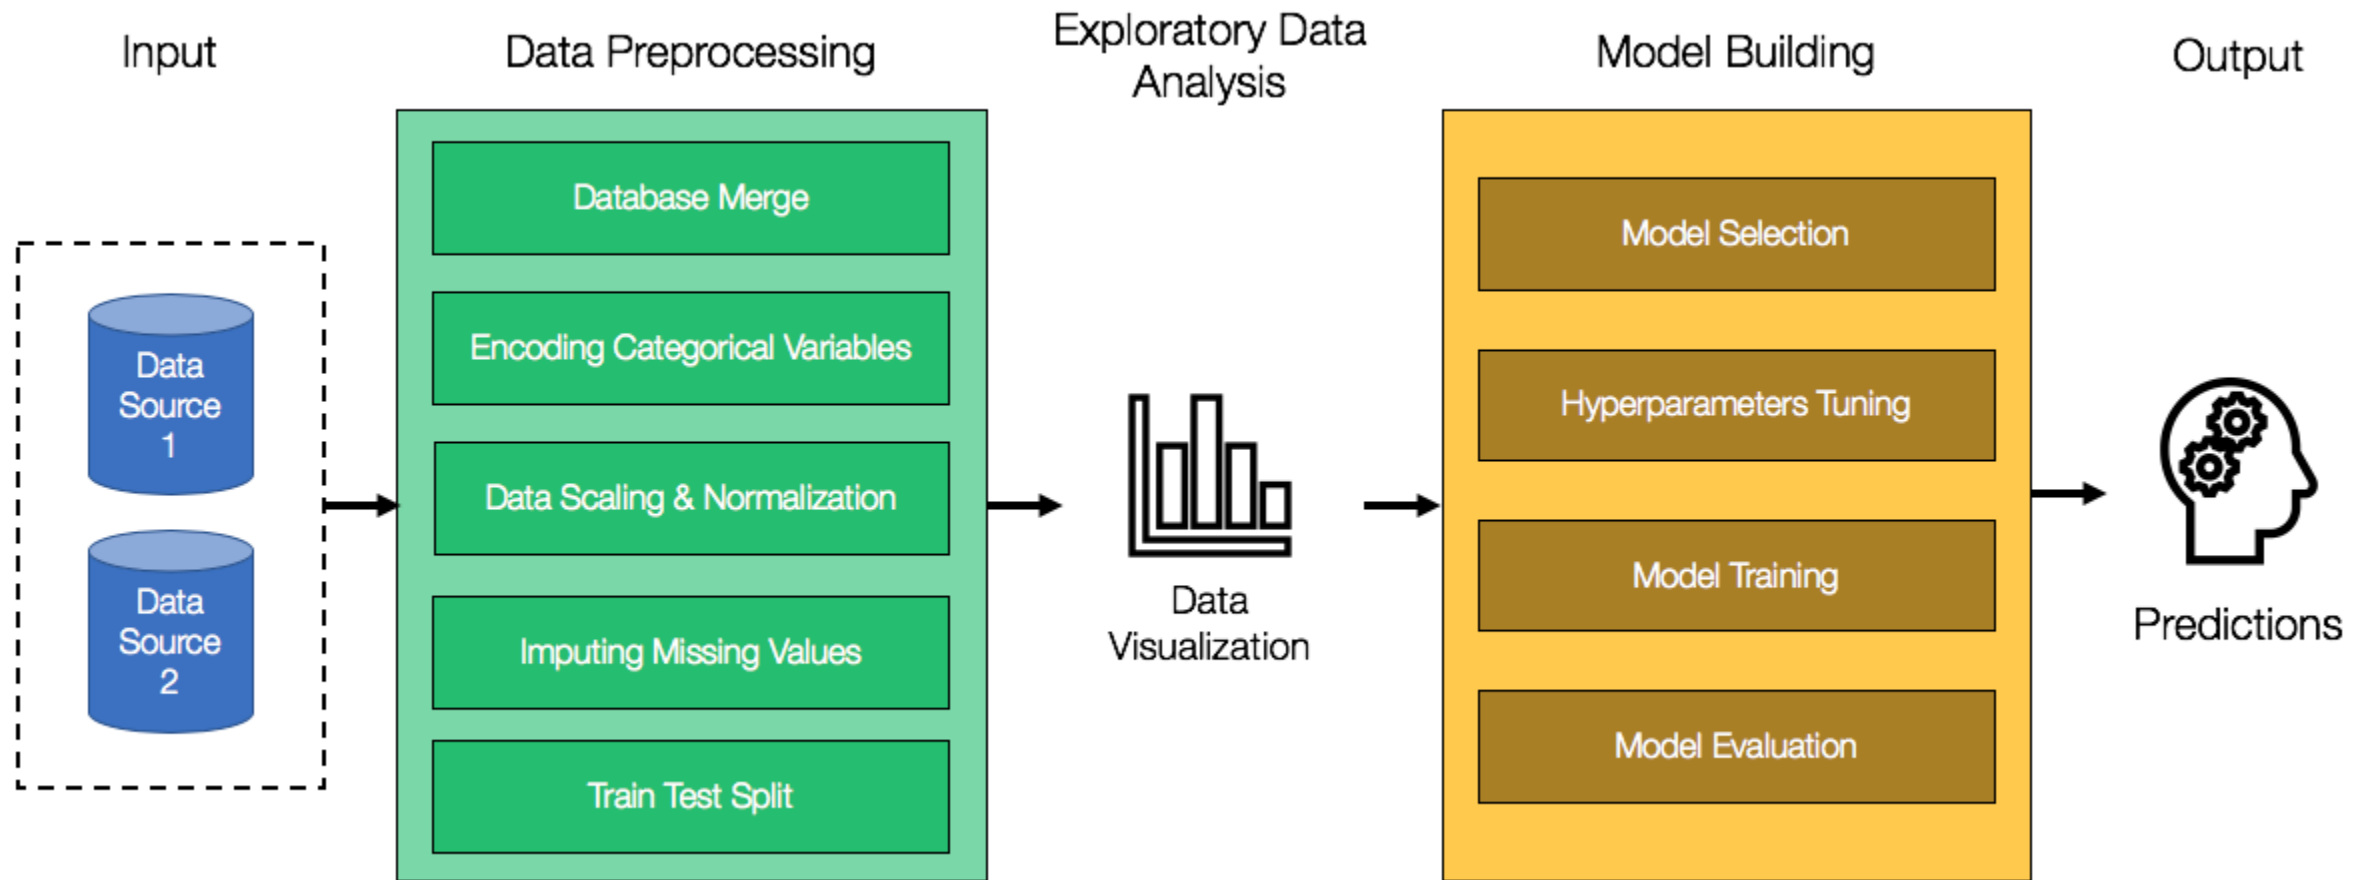 Input
Data Preprocessing
Exploratory Data
Analysis
Model Building
Output
Data
Source
1
Data
Source
2
Database Merge
Encoding Categorical Variables
Data Scaling & Normalization
Imputing Missing Values
Train Test Split
Data
Visualization
Model Selection
Hyperparameters Tuning
Model Training
Model Evaluation
Predictions